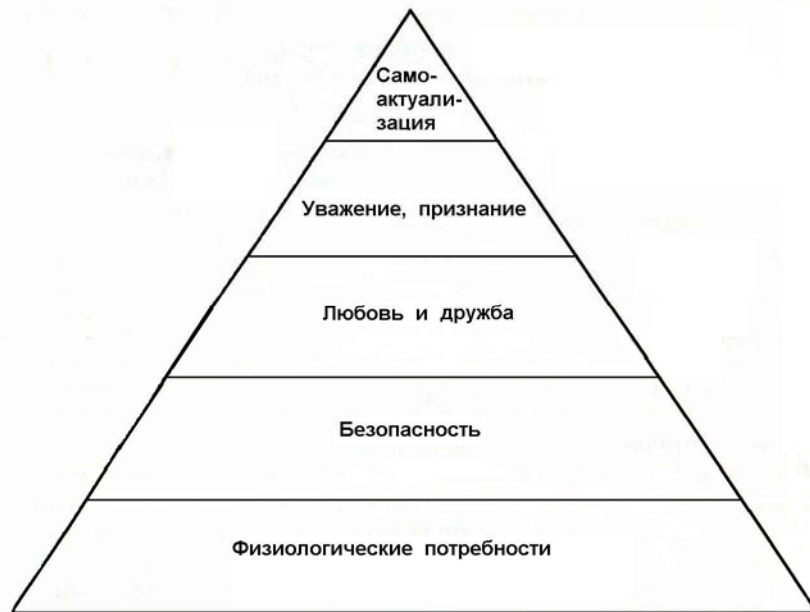 Само-
актуали-
зация
Уважение, признание
Любовь и дружба
Безопасность
Физиологические потребности